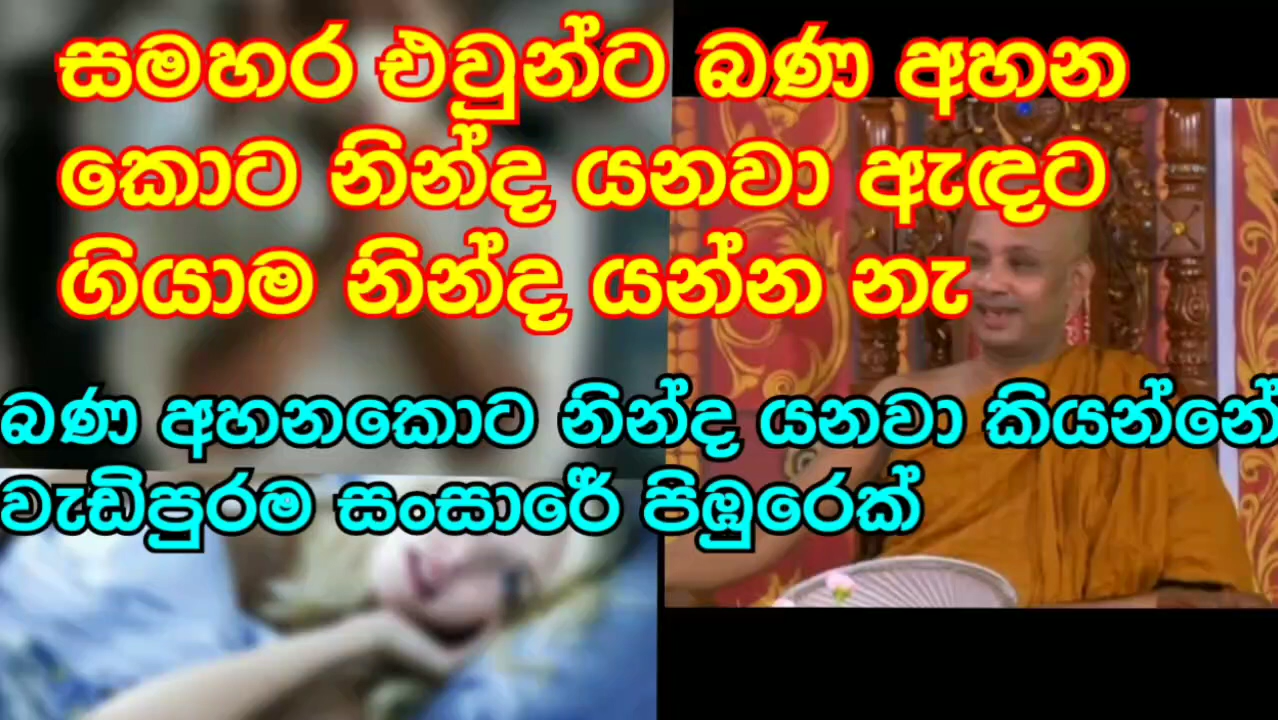 සමහර එවුන්ට බණ අහන
කොට නින්ද යනවා ඇඳට
ගියාම නින්ද යන්න නැ
බණ අහනකොට නින්ද යනවා කියන්නේ
වැඩිපුරම සංසාරේ පිඹුරෙක්